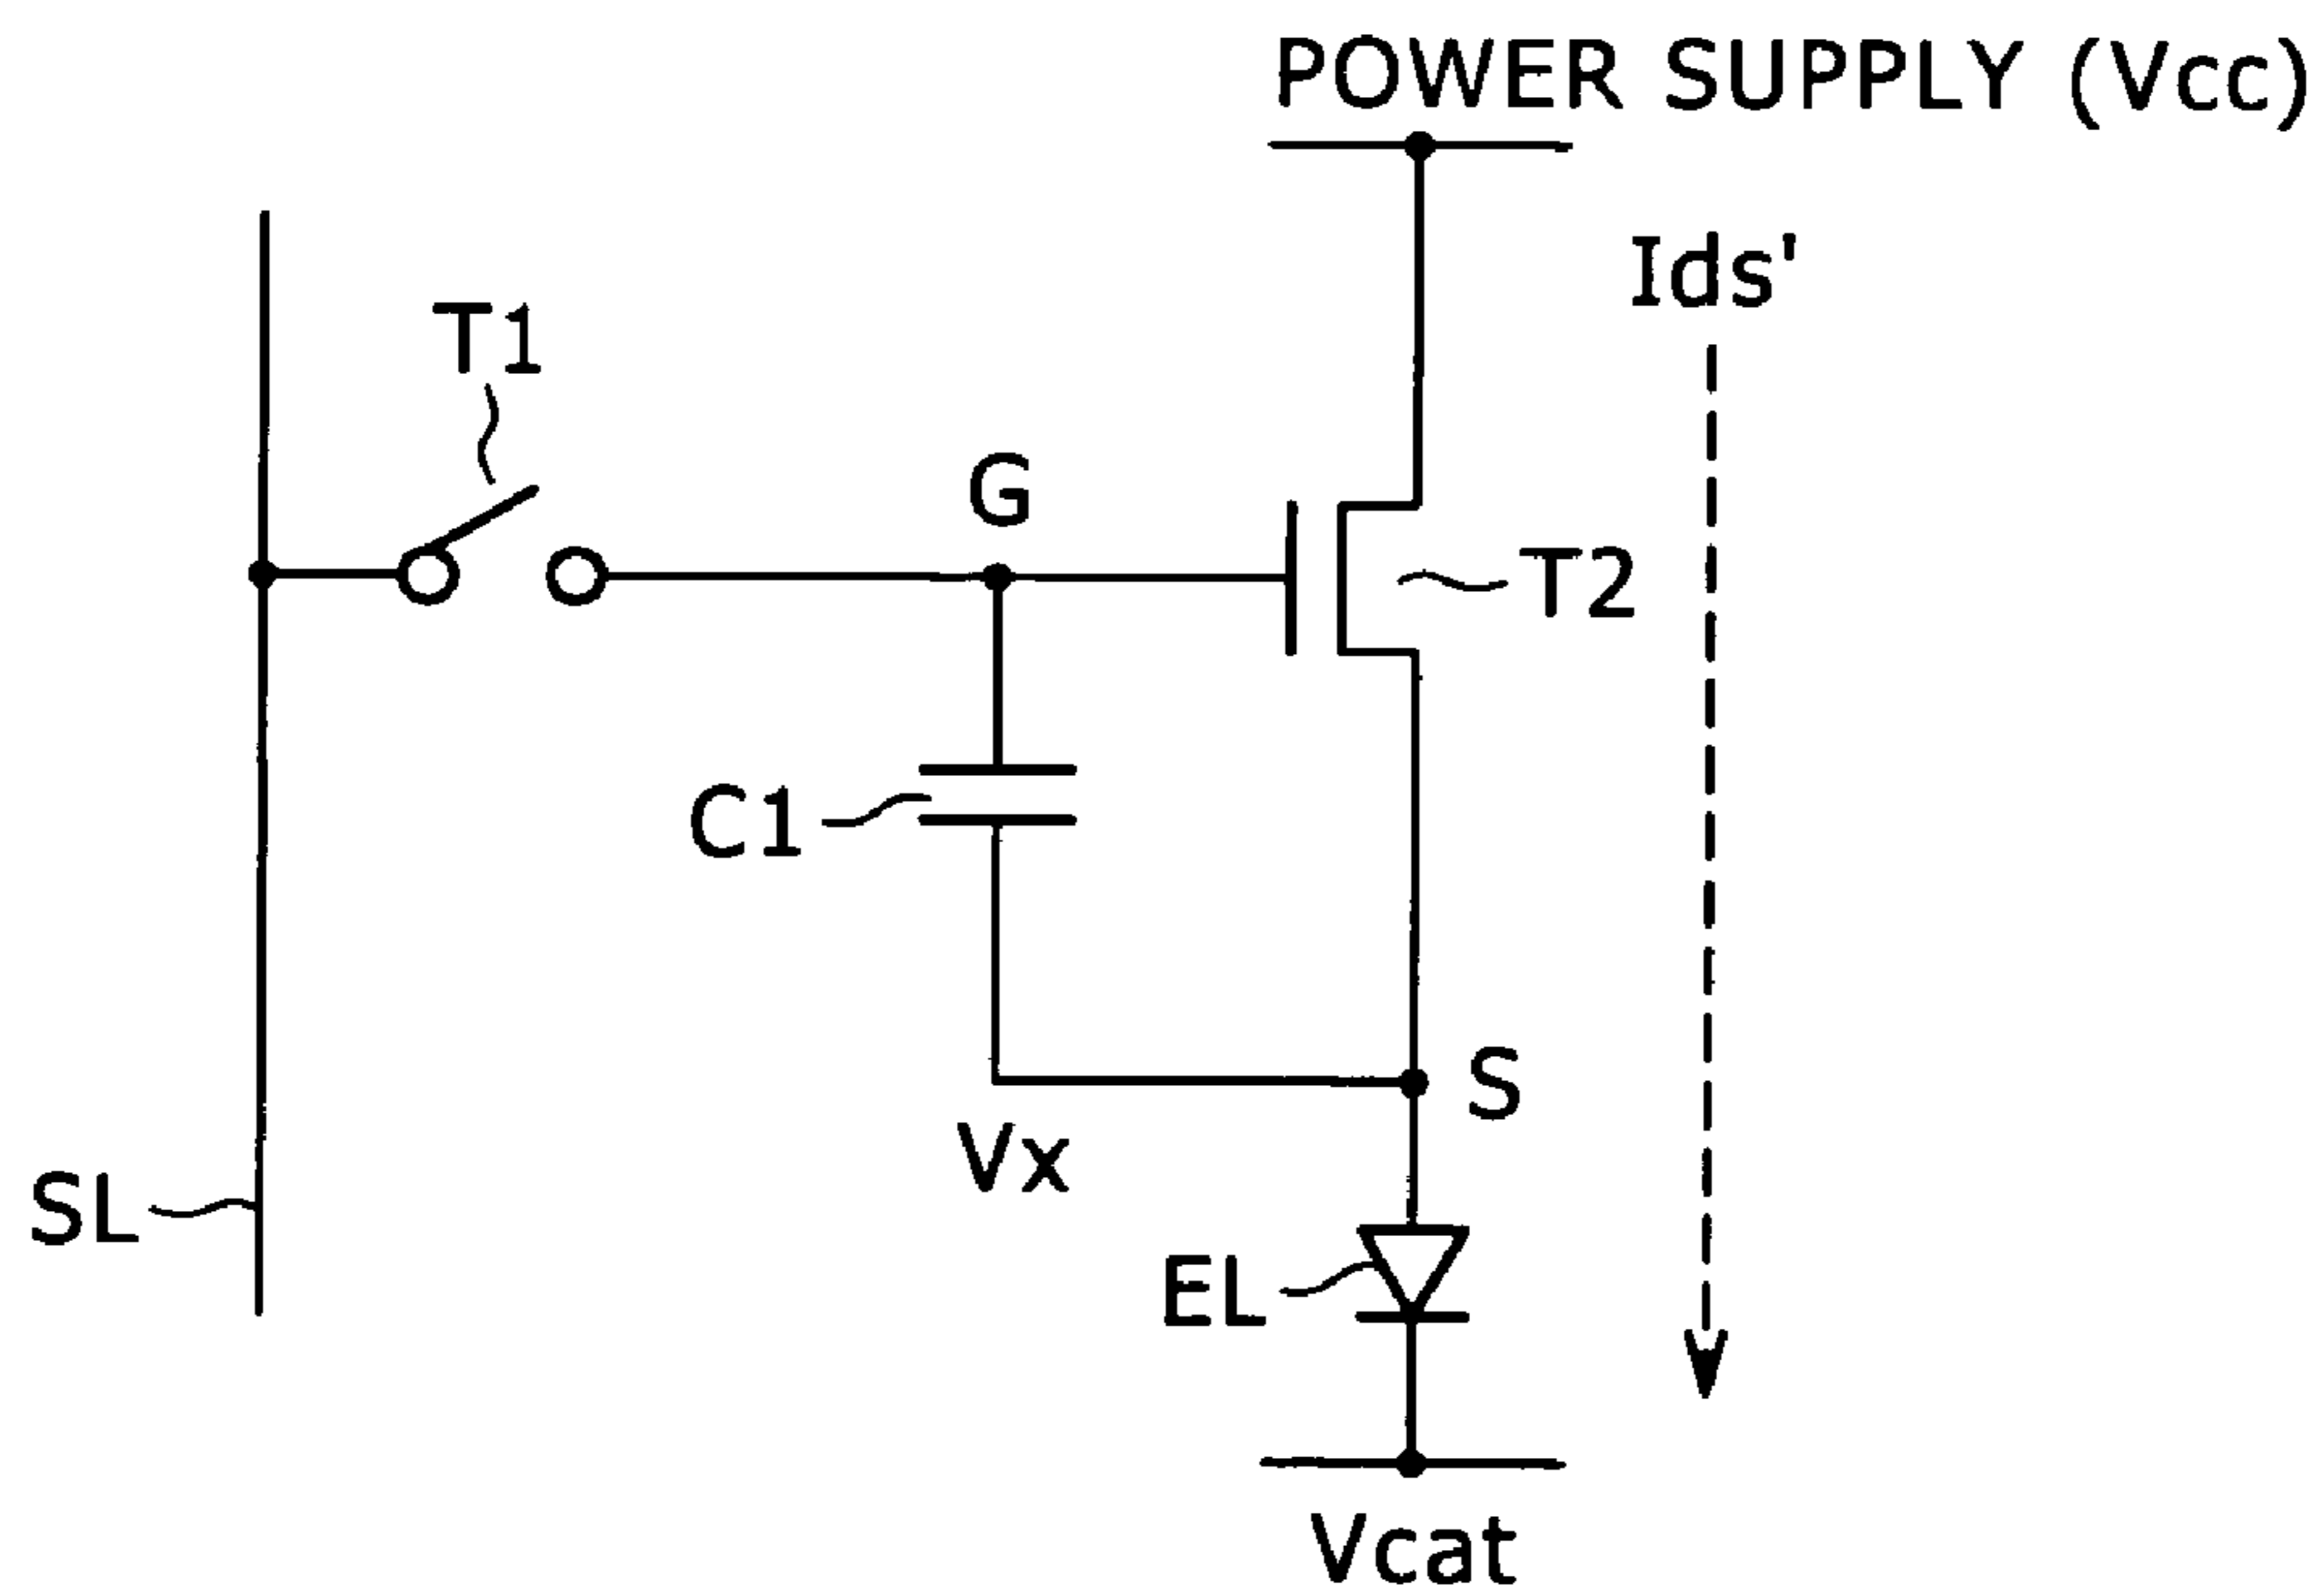 POWER SUPPLY (Vcc)
Ids'
T1
G
T2
C1
S
Vx
SL
EL
Vcat